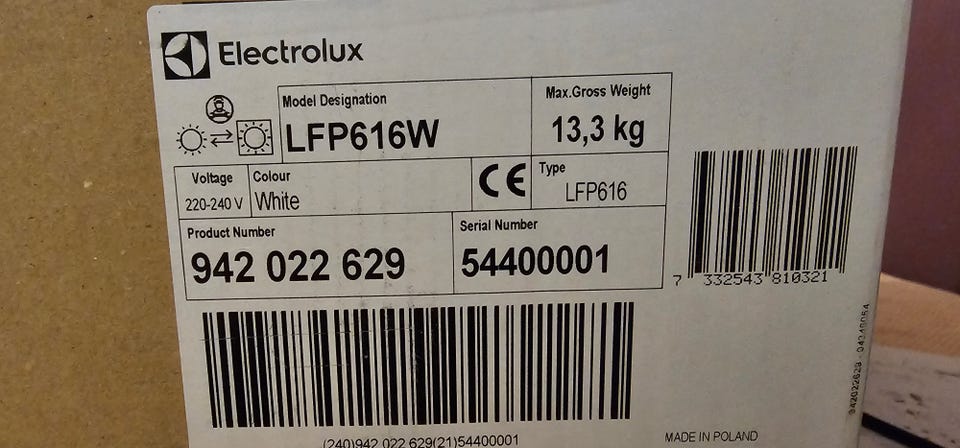 Electrolux
Model Designation
LFP616W
Max.Gross Weight
13,3 kg
Voltage
220-240 V
Colour
White
CE
Type
LFP616
Product Number
942 022 629
Serial Number
54400001
7 332543 810321
(240)942 022 629(21)54400001
MADE IN POLAND